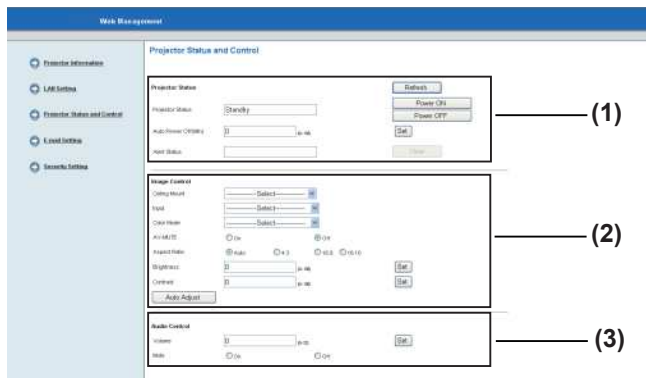 Web Management
Projector Status and Control
Projector Information
LAN Setting
Projector Status and Control
E-mail Setting
Security Setting
Projector Status
Refresh
Projector Status
Standby
Power ON
Power OFF
Auto Power Off(Min)
0
Set
Alert Status
Clear
(1)
Image Control
Ceiling Mount
Select
Input
Select
Color Mode
Select
AV-MUTE
On
Off
Aspect Ratio
Auto
4:3
16:9
16:10
Brightness
0
Set
Contrast
0
Set
Auto Adjust
(2)
Audio Control
Volume
0
Set
Mute
On
Off
(3)